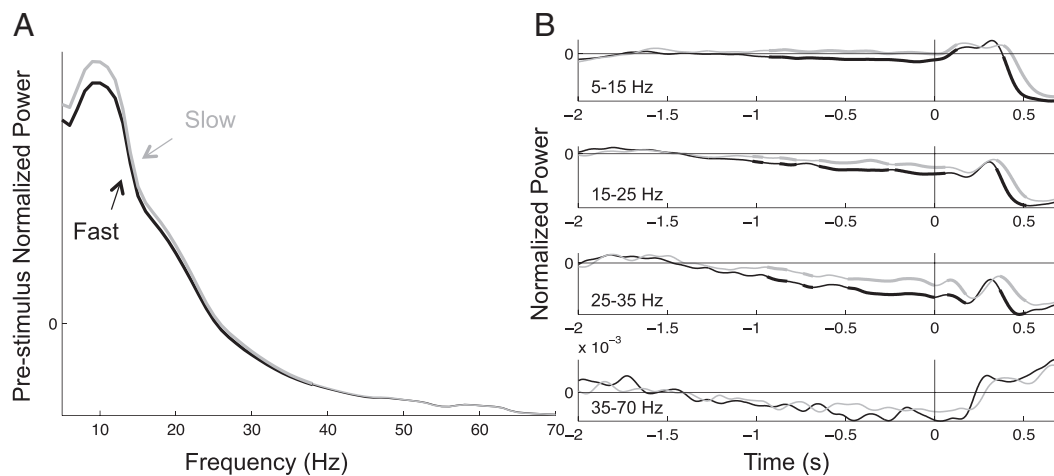 A
Pre-stimulus Normalized Power
Slow
Fast
0
10 20 30 40 50 60 70
Frequency (Hz)
B
Normalized Power
0
5-15 Hz
-2 -1.5 -1 -0.5 0 0.5
0
15-25 Hz
-2 -1.5 -1 -0.5 0 0.5
0
25-35 Hz
-2 -1.5 -1 -0.5 0 0.5
x 10⁻³
0
35-70 Hz
-2 -1.5 -1 -0.5 0 0.5
Time (s)